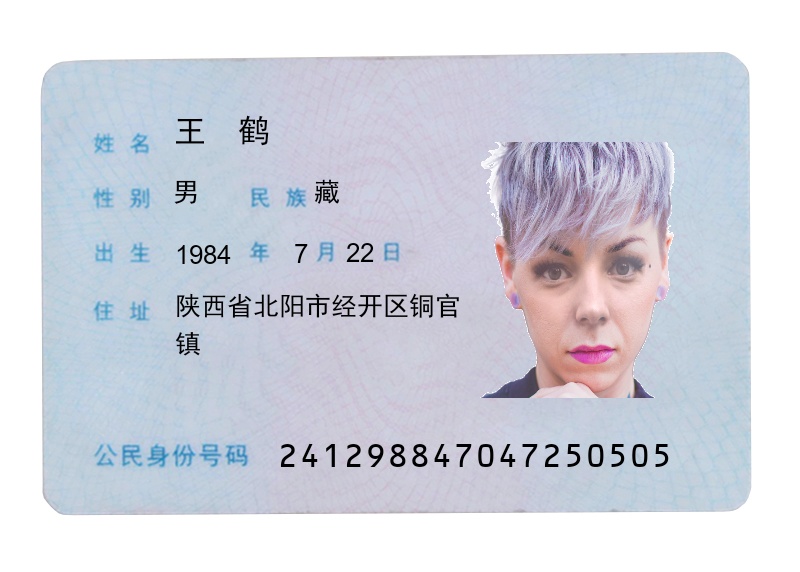 姓名 王 鹤
性别 男 民族 藏
出生 1984 年 7 月 22 日
住址 陕西省北阳市经开区铜官
镇
公民身份号码 241298847047250505